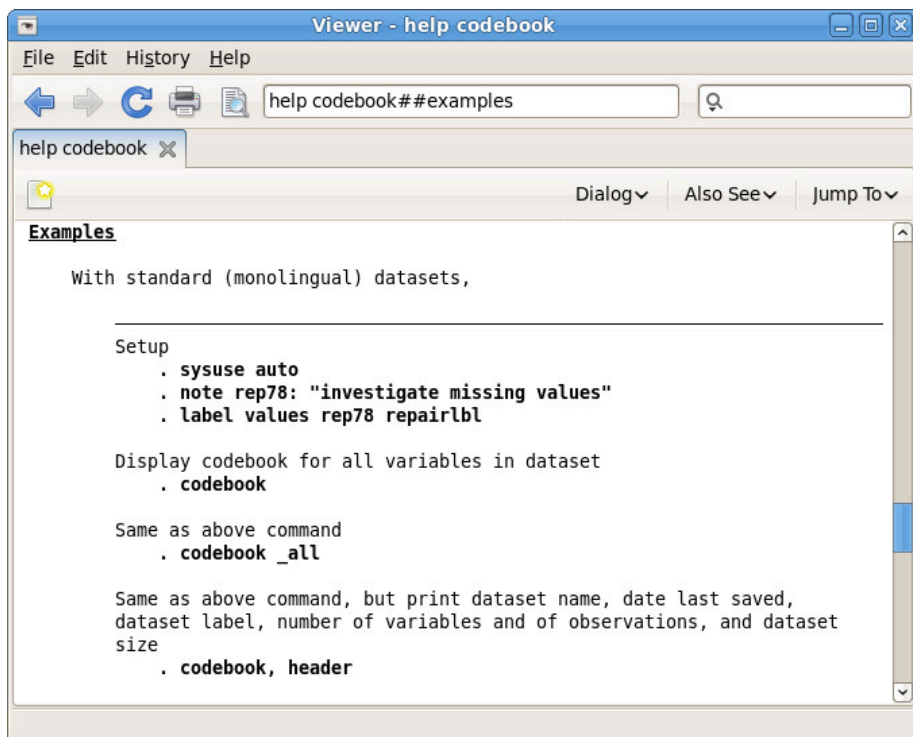 Viewer - help codebook
File Edit History Help
help codebook##examples
help codebook
Dialog Also See Jump To
Examples
With standard (monolingual) datasets,
Setup
. sysuse auto
. note rep78: "investigate missing values"
. label values rep78 repairlbl
Display codebook for all variables in dataset
. codebook
Same as above command
. codebook _all
Same as above command, but print dataset name, date last saved,
dataset label, number of variables and of observations, and dataset
size
. codebook, header